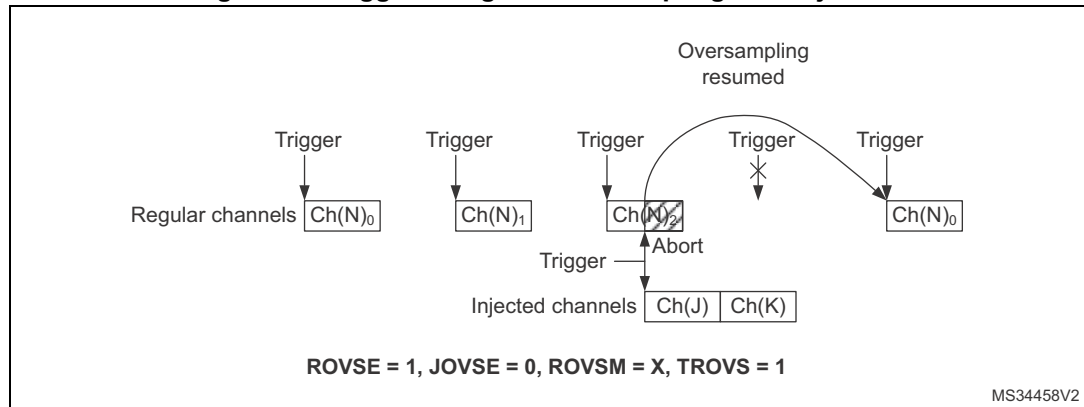 Oversampling
resumed
Trigger Trigger Trigger Trigger Trigger
Regular channels Ch(N)₀ Ch(N)₁ Ch(N)₂ Ch(N)₀
Abort
Trigger
Injected channels Ch(J) Ch(K)
ROVSE = 1, JOVSE = 0, ROVSM = X, TROVS = 1
MS34458V2